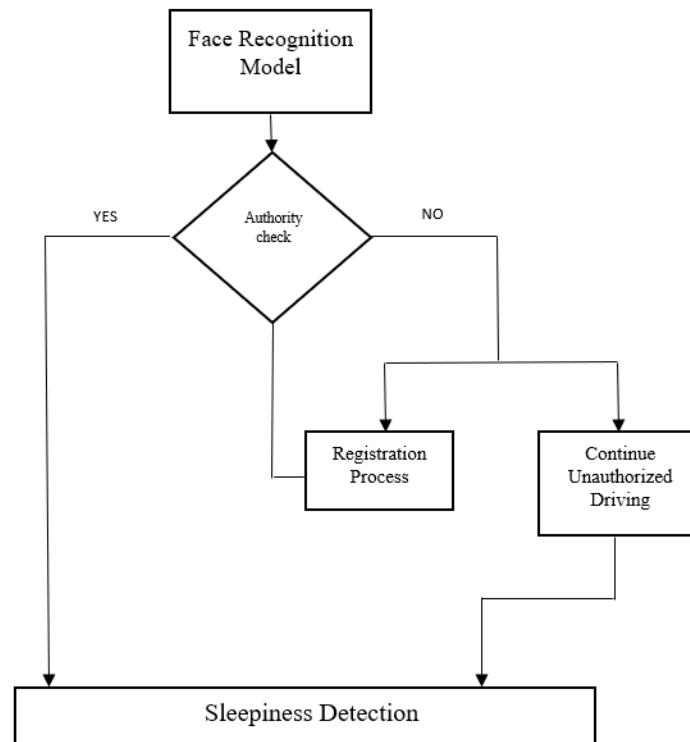 Face Recognition
Model
Authority
check
YES
NO
Registration
Process
Continue
Unauthorized
Driving
Sleepiness Detection